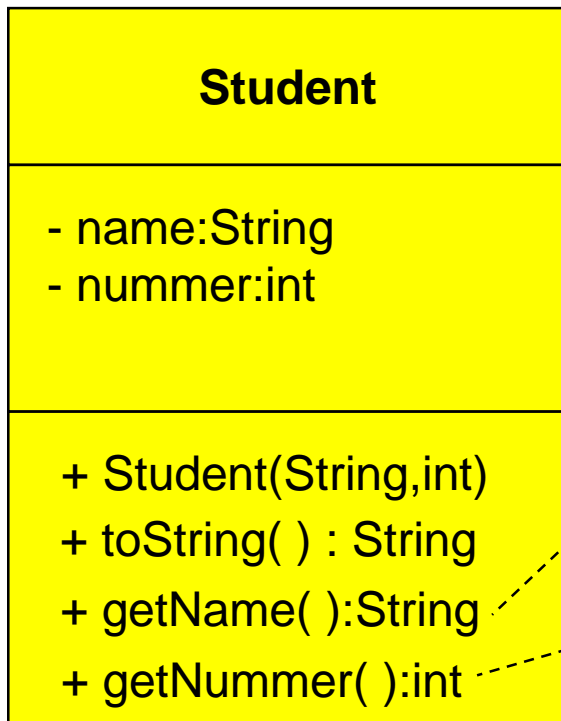 Student
- name:String
- nummer:int
+ Student(String,int)
+ toString( ) : String
+ getName( ):String
+ getNummer( ):int